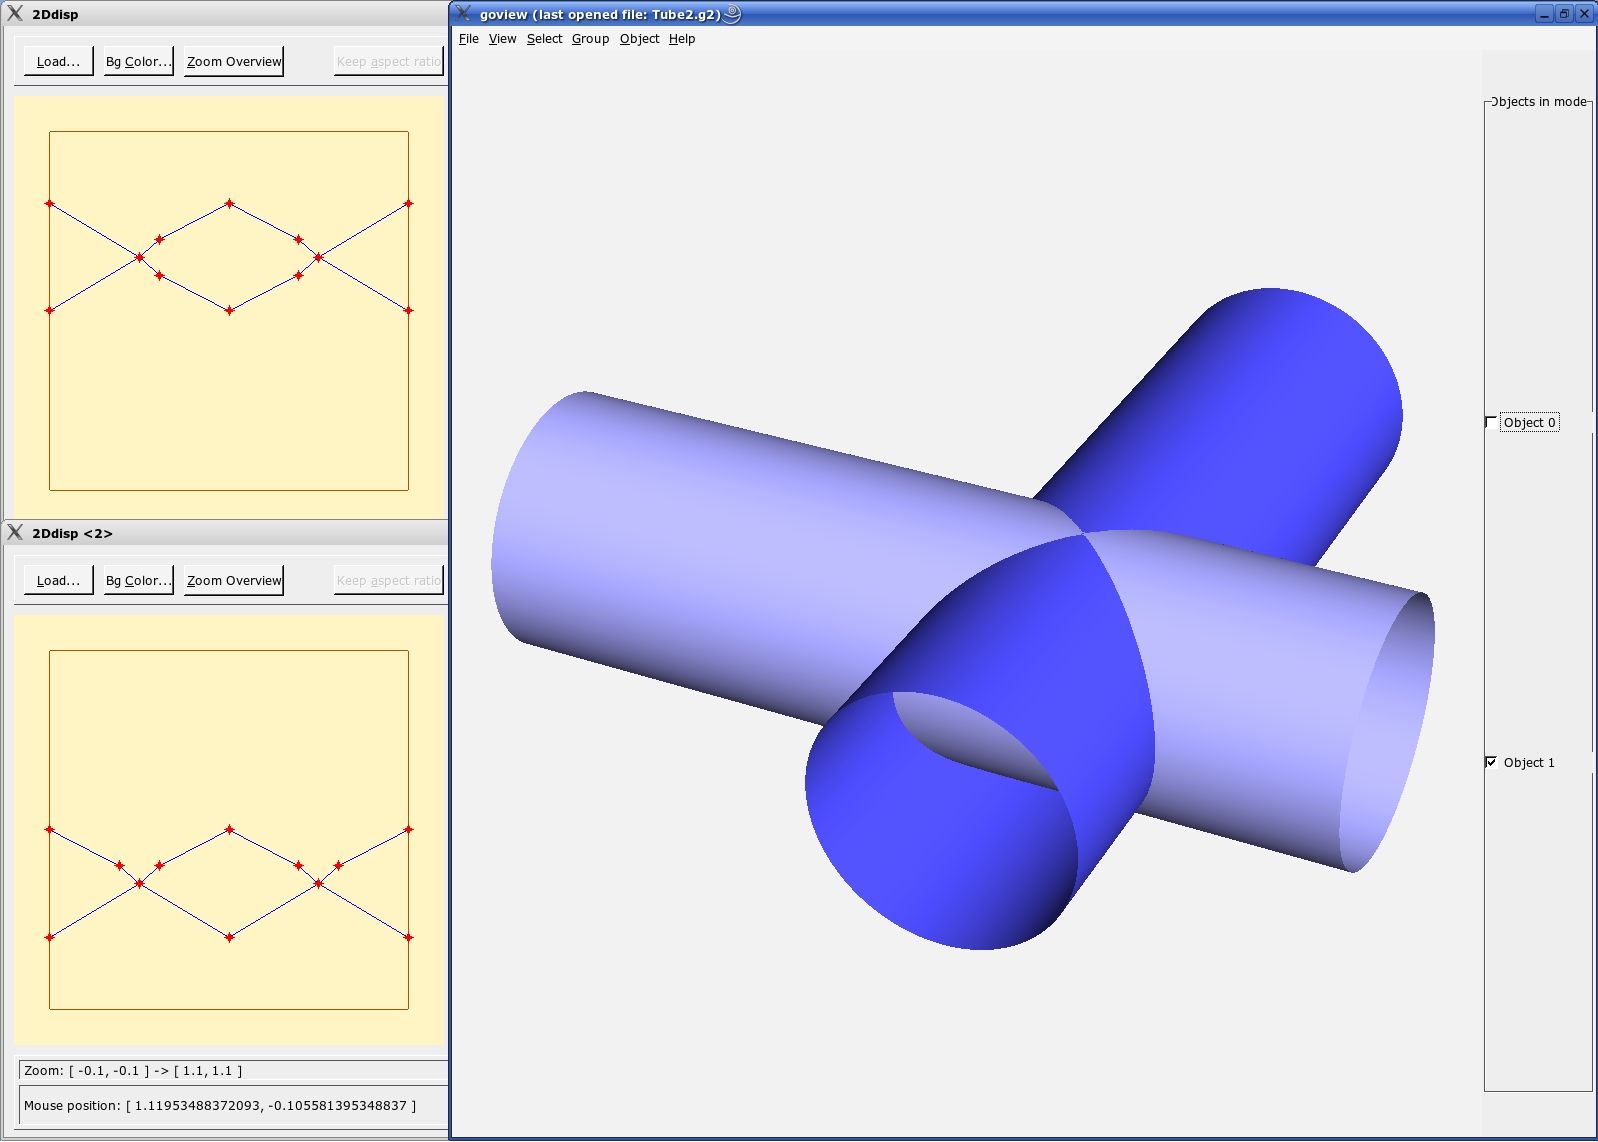 2Ddisp
Load...
Bg Color...
Zoom Overview
Keep aspect ratio
2Ddisp <2>
Load...
Bg Color...
Zoom Overview
Keep aspect ratio
Zoom: [ -0.1, -0.1 ] -> [ 1.1, 1.1 ]
Mouse position: [ 1.11953488372093, -0.105581395348837 ]
goview (last opened file: Tube2.g2)
File View Select Group Object Help
Objects in mode
Object 0
Object 1